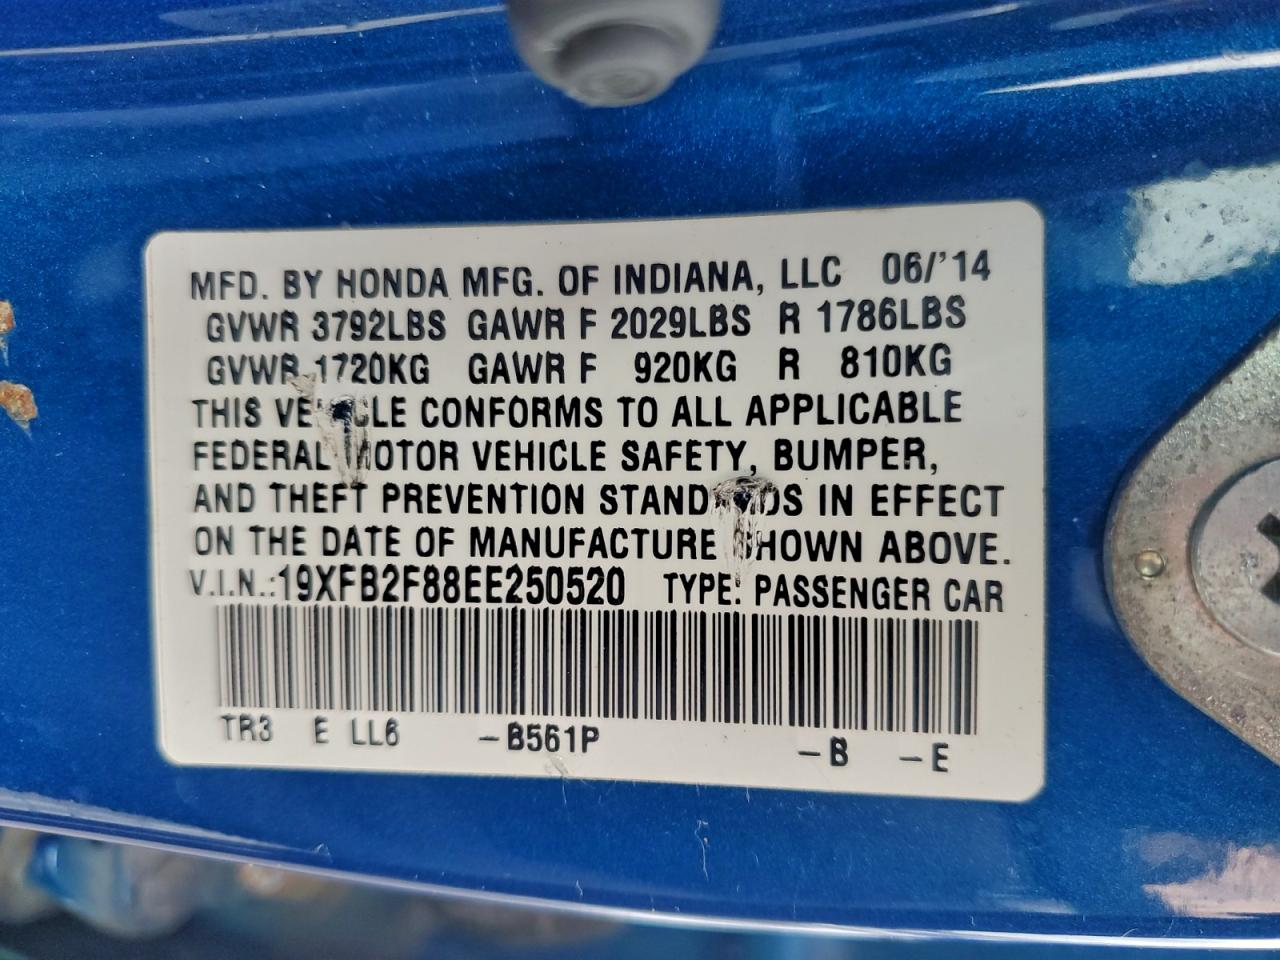 MFD. BY HONDA MFG. OF INDIANA, LLC 06/'14
GVWR 3792LBS GAWR F 2029LBS R 1786LBS
GVWR 1720KG GAWR F 920KG R 810KG
THIS VEHICLE CONFORMS TO ALL APPLICABLE
FEDERAL MOTOR VEHICLE SAFETY, BUMPER,
AND THEFT PREVENTION STANDARDS IN EFFECT
ON THE DATE OF MANUFACTURE SHOWN ABOVE.
V.I.N.:19XFB2F88EE250520 TYPE: PASSENGER CAR
TR3 E LL6 -B561P -B -E